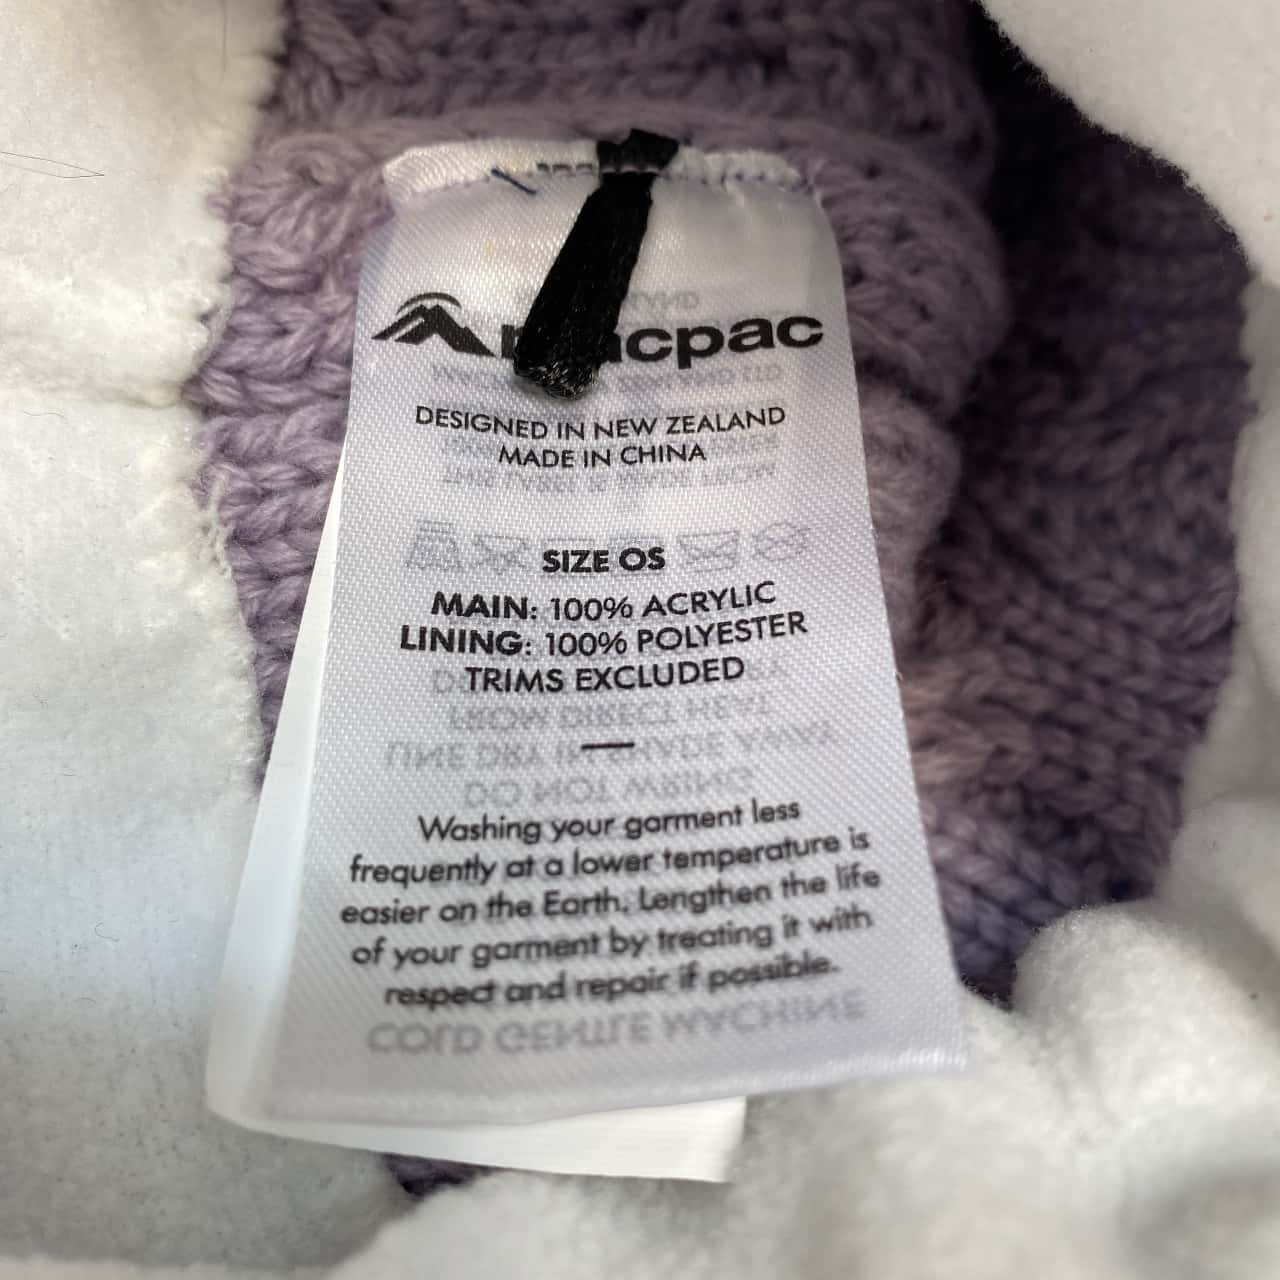 macpac
DESIGNED IN NEW ZEALAND
MADE IN CHINA
SIZE OS
MAIN: 100% ACRYLIC
LINING: 100% POLYESTER
TRIMS EXCLUDED
—
Washing your garment less
frequently at a lower temperature is
easier on the Earth. Lengthen the life
of your garment by treating it with
respect and repair if possible.